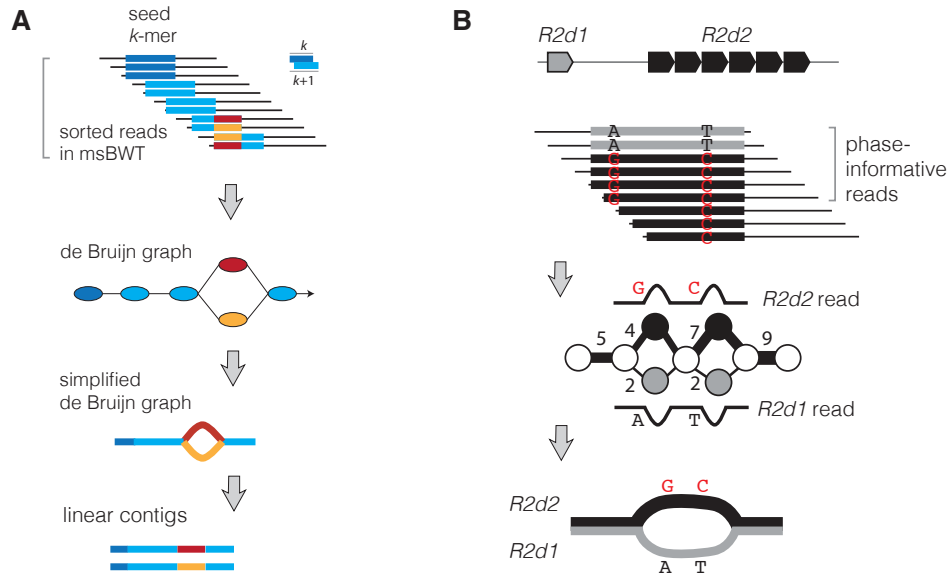 A
seed
k-mer
k
k+1
sorted reads
in msBWT
de Bruijn graph
simplified
de Bruijn graph
linear contigs
B
R2d1
R2d2
A T
A T
G C
G C
G C
G C
C
C
C
phase-
informative
reads
G C
R2d2 read
5 4 7 9
2 2
R2d1 read
A T
G C
R2d2
R2d1
A T